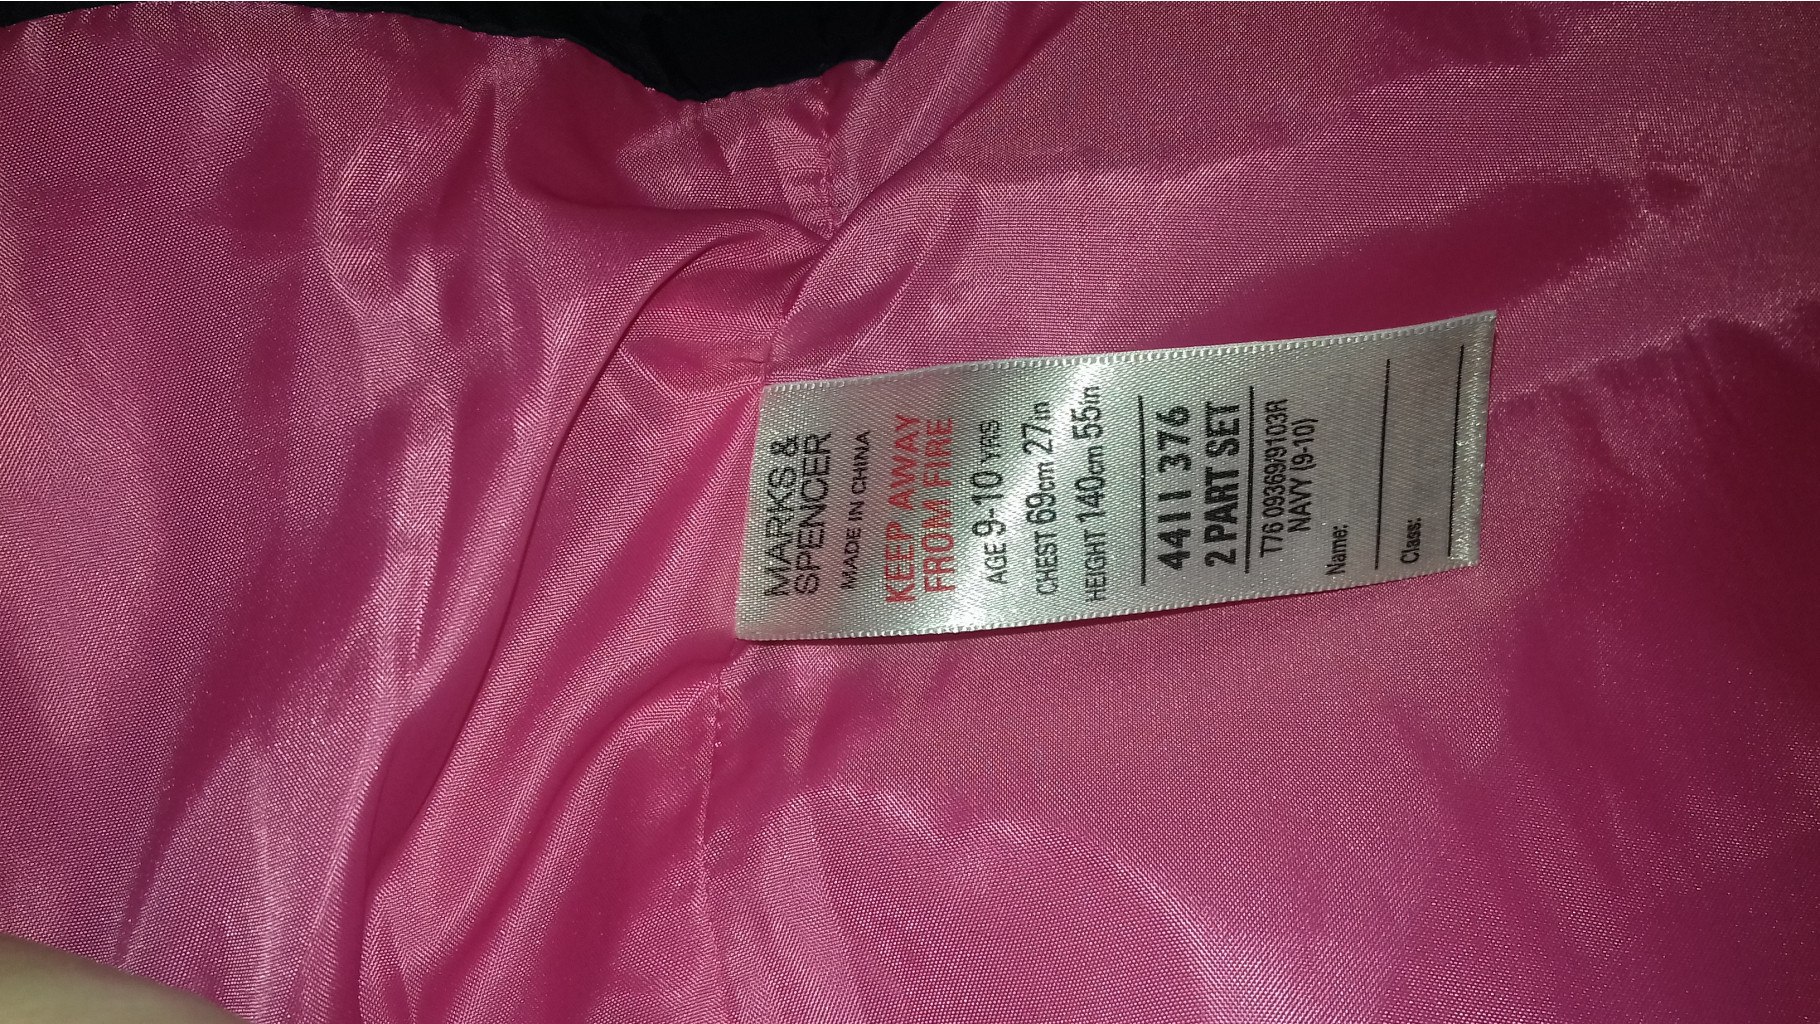 MARKS &
SPENCER
MADE IN CHINA
KEEP AWAY
FROM FIRE
AGE 9-10 YRS
CHEST 69cm 27in
HEIGHT 140cm 55in
4411 376
2 PART SET
T76 09369/9103R
NAVY (9-10)
Name:
Class: